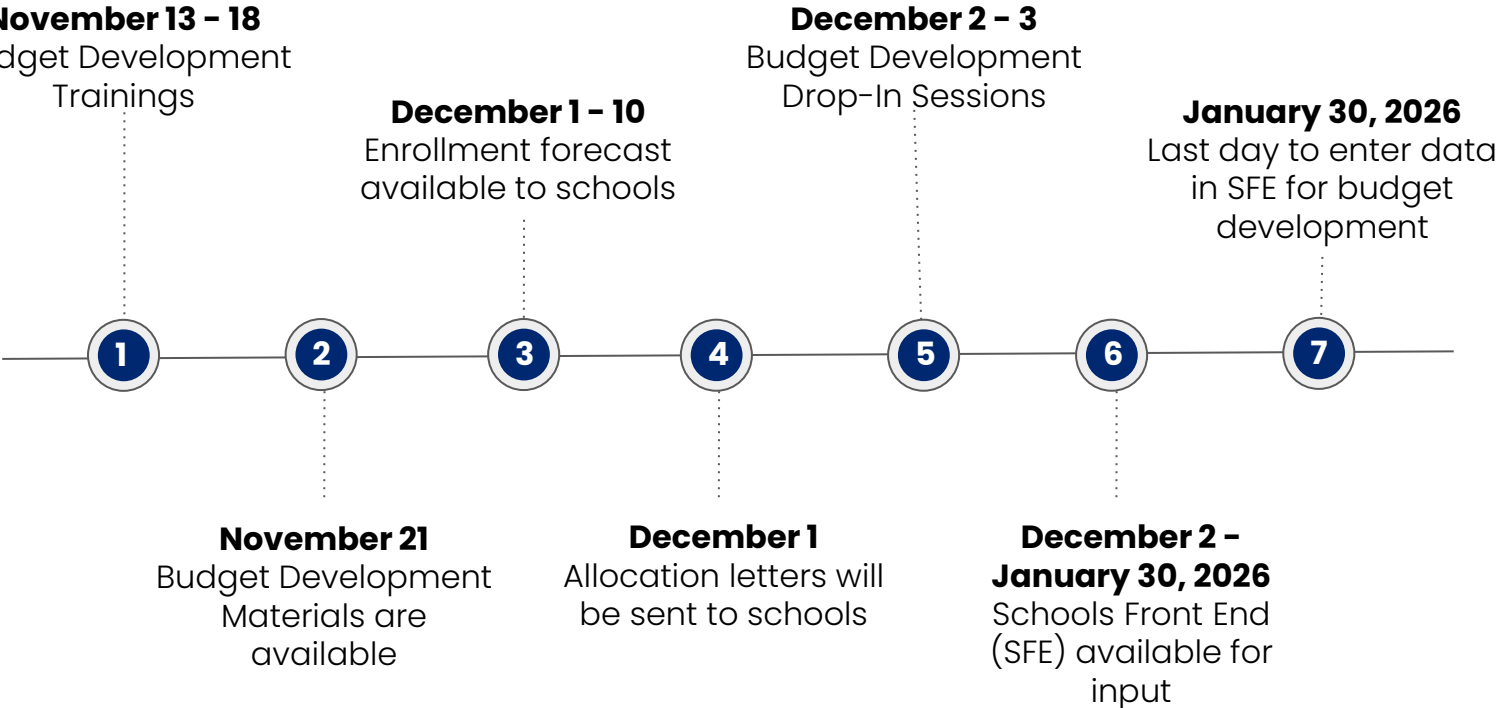 November 13 - 18
dget Development
Trainings
1
November 21
Budget Development
Materials are
available
2
December 1 - 10
Enrollment forecast
available to schools
3
December 1
Allocation letters will
be sent to schools
4
December 2 - 3
Budget Development
Drop-In Sessions
5
December 2 -
January 30, 2026
Schools Front End
(SFE) available for
input
6
January 30, 2026
Last day to enter data
in SFE for budget
development
7